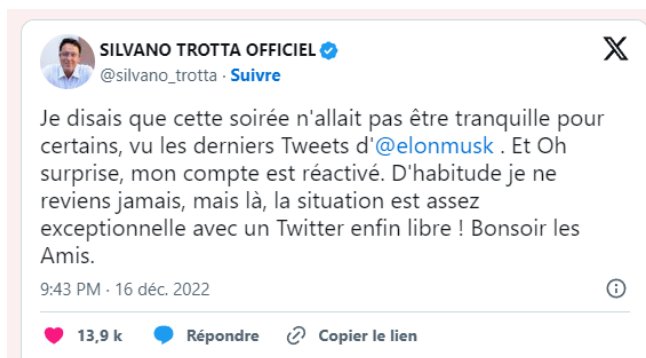 SILVANO TROTTA OFFICIEL
@silvano_trotta · Suivre
Je disais que cette soirée n'allait pas être tranquille pour
certains, vu les derniers Tweets d'@elonmusk . Et Oh
surprise, mon compte est réactivé. D'habitude je ne
reviens jamais, mais là, la situation est assez
exceptionnelle avec un Twitter enfin libre ! Bonsoir les
Amis.
9:43 PM · 16 déc. 2022
13,9 k Répondre Copier le lien